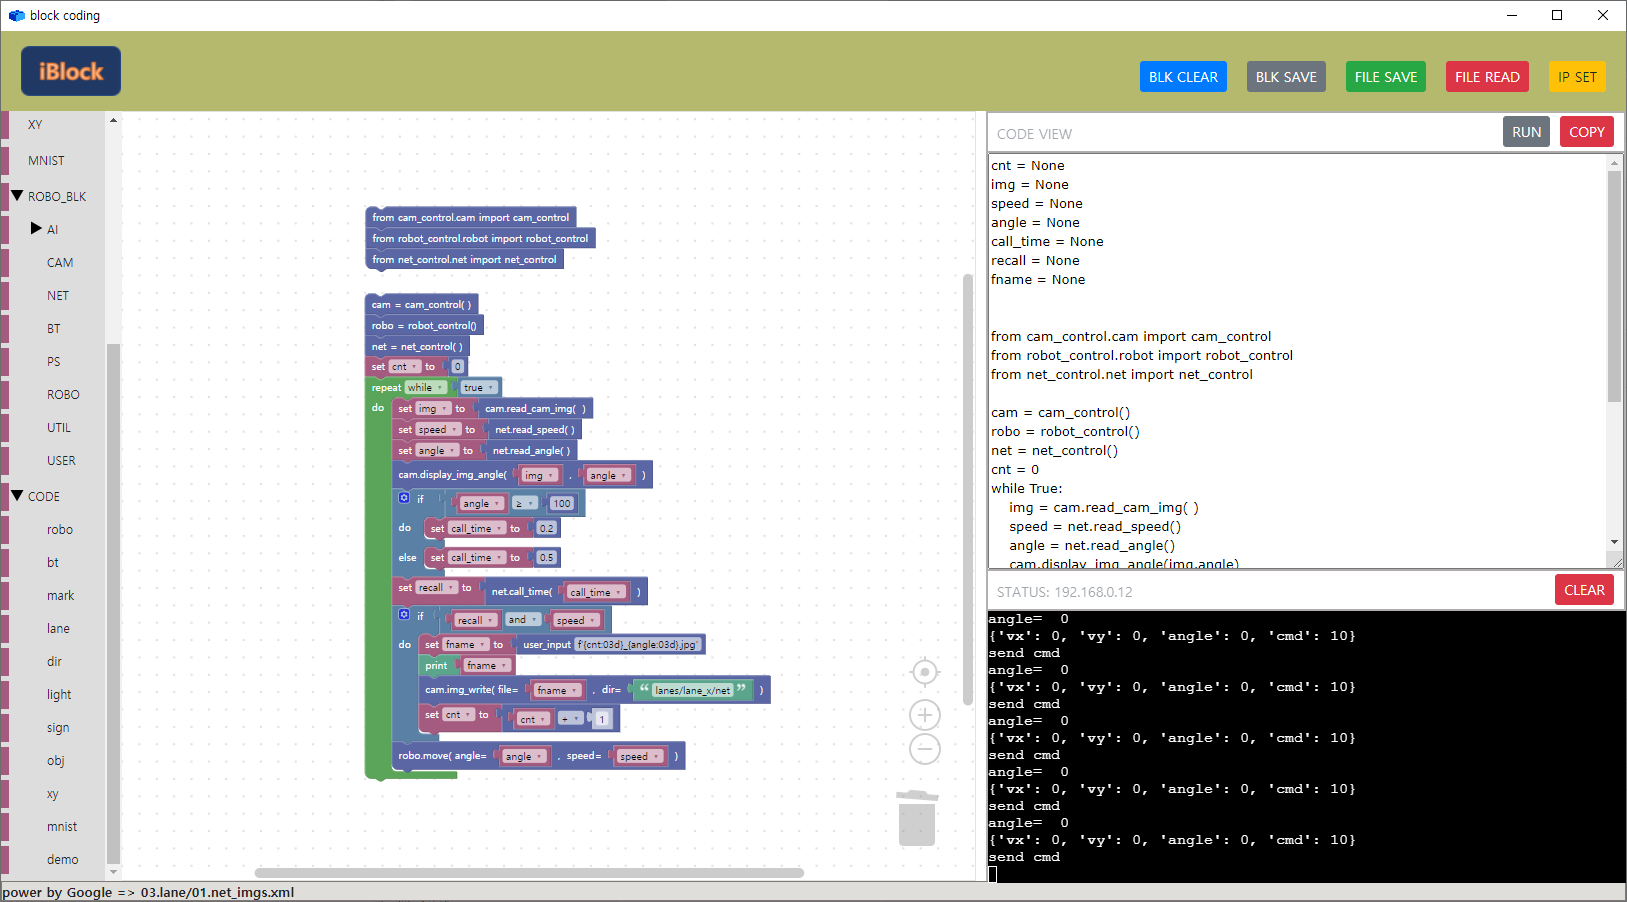 block coding
iBlock
BLK CLEAR
BLK SAVE
FILE SAVE
FILE READ
IP SET
XY
MNIST
ROBO_BLK
AI
CAM
NET
BT
PS
ROBO
UTIL
USER
CODE
robo
bt
mark
lane
dir
light
sign
obj
xy
mnist
demo
from cam_control.cam import cam_control
from robot_control.robot import robot_control
from net_control.net import net_control
cam = cam_control( )
robo = robot_control()
net = net_control( )
set cnt to 0
repeat while true
do set img to cam.read_cam_img( )
set speed to net.read_speed( )
set angle to net.read_angle( )
cam.display_img_angle( img , angle )
if angle ≥ 100
do set call_time to 0.2
else set call_time to 0.5
set recall to net.call_time( call_time )
if recall and speed
do set fname to user_input f'{cnt:03d}_{angle:03d}.jpg'
print fname
cam.img_write( file= fname , dir= “ lanes/lane_x/net ” )
set cnt to cnt + 1
robo.move( angle= angle , speed= speed )
CODE VIEW
RUN
COPY
cnt = None
img = None
speed = None
angle = None
call_time = None
recall = None
fname = None
from cam_control.cam import cam_control
from robot_control.robot import robot_control
from net_control.net import net_control
cam = cam_control()
robo = robot_control()
net = net_control()
cnt = 0
while True:
img = cam.read_cam_img( )
speed = net.read_speed()
angle = net.read_angle()
cam.display_img_angle(img,angle)
STATUS: 192.168.0.12
CLEAR
angle=  0
{'vx': 0, 'vy': 0, 'angle': 0, 'cmd': 10}
send cmd
angle=  0
{'vx': 0, 'vy': 0, 'angle': 0, 'cmd': 10}
send cmd
angle=  0
{'vx': 0, 'vy': 0, 'angle': 0, 'cmd': 10}
send cmd
angle=  0
{'vx': 0, 'vy': 0, 'angle': 0, 'cmd': 10}
send cmd
angle=  0
{'vx': 0, 'vy': 0, 'angle': 0, 'cmd': 10}
send cmd
power by Google => 03.lane/01.net_imgs.xml